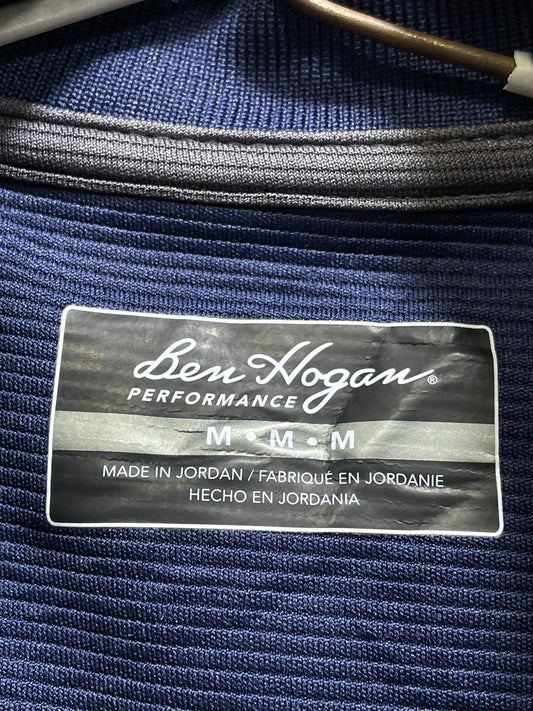 Ben Hogan®
PERFORMANCE
M • M • M
MADE IN JORDAN / FABRIQUÉ EN JORDANIE
HECHO EN JORDANIA